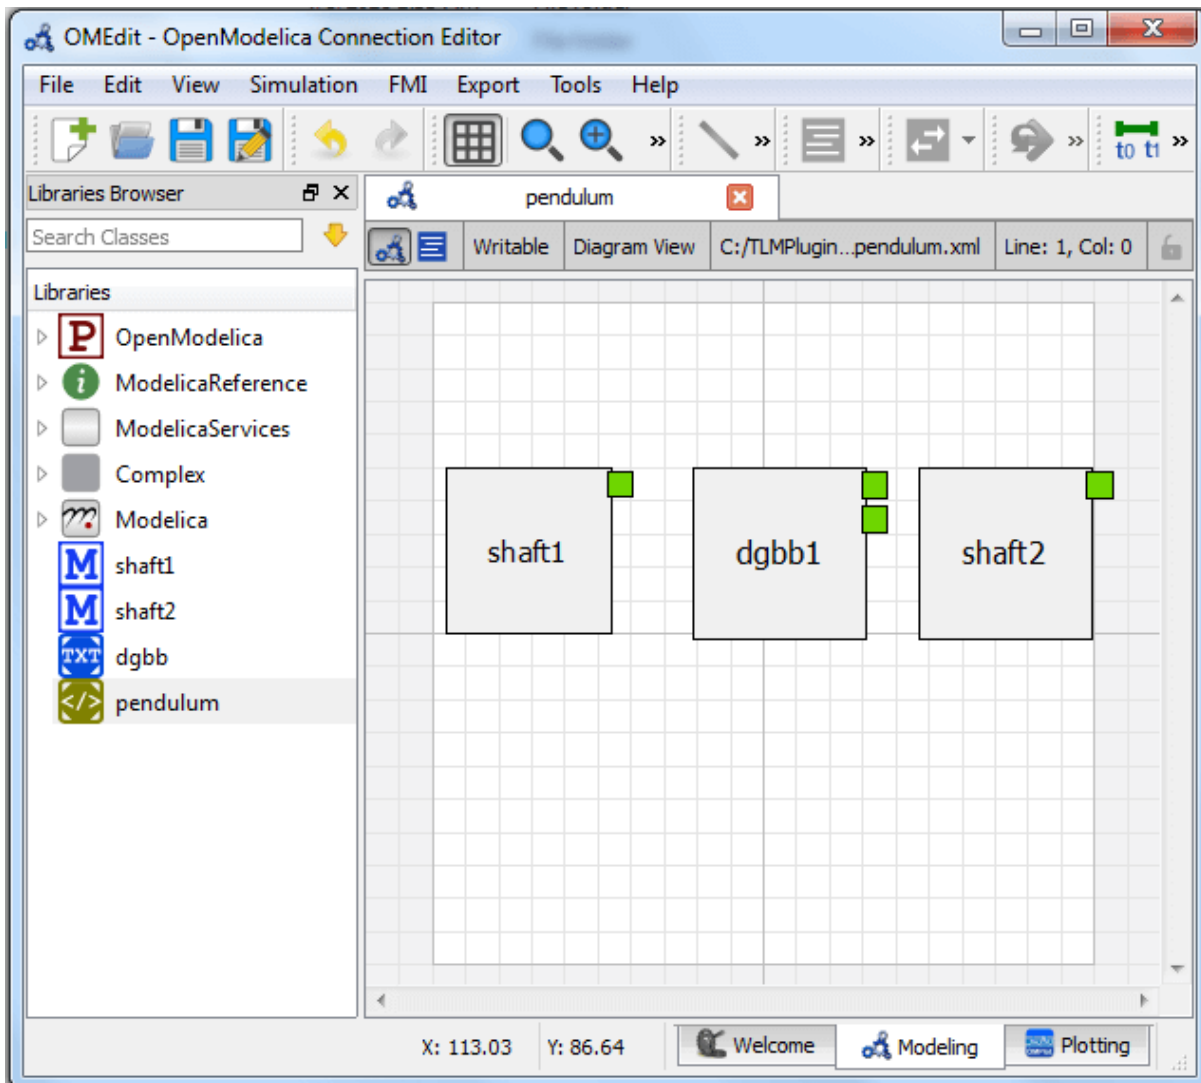 OMEdit - OpenModelica Connection Editor
File Edit View Simulation FMI Export Tools Help
» » » » t0 t1 »
Libraries Browser
pendulum
Search Classes
Writable Diagram View C:/TLMPlugin...pendulum.xml Line: 1, Col: 0
Libraries
P OpenModelica
i ModelicaReference
ModelicaServices
Complex
Modelica
M shaft1
M shaft2
TXT dgbb
</> pendulum
shaft1 dgbb1 shaft2
X: 113.03 Y: 86.64 Welcome Modeling Plotting